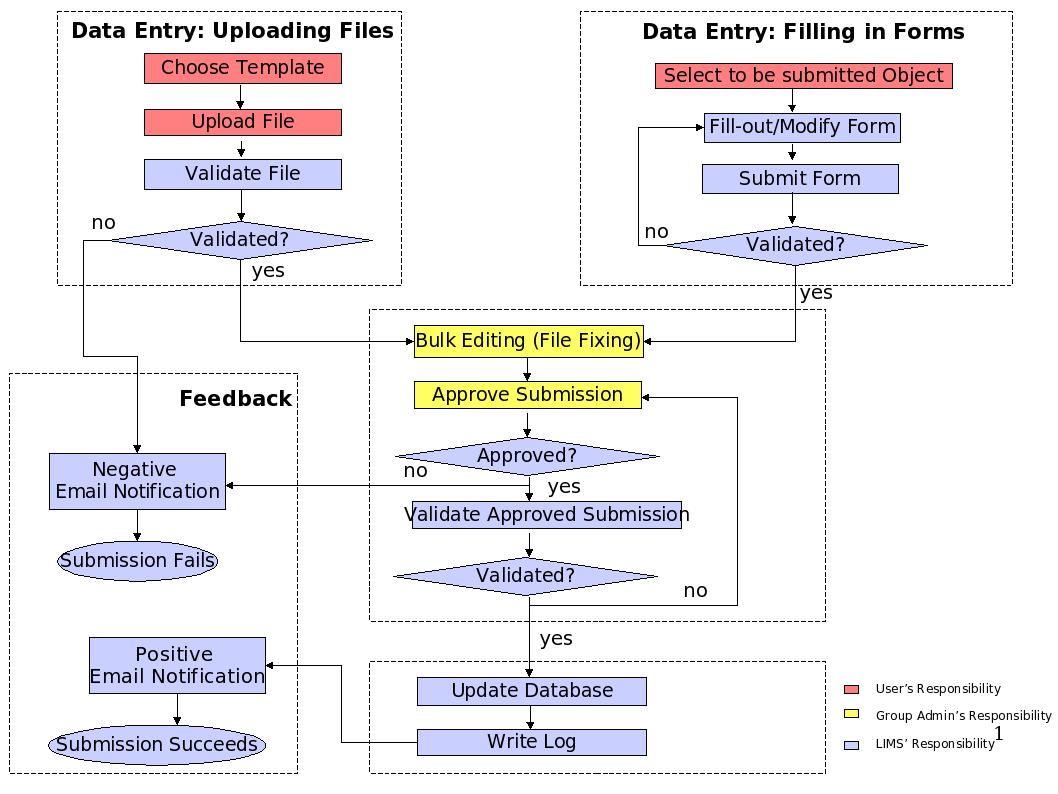 Data Entry: Uploading Files
Choose Template
Upload File
Validate File
no
Validated?
yes
Data Entry: Filling in Forms
Select to be submitted Object
Fill-out/Modify Form
Submit Form
no
Validated?
yes
Bulk Editing (File Fixing)
Approve Submission
Approved?
no
yes
Validate Approved Submission
Validated?
no
yes
Feedback
Negative
Email Notification
Submission Fails
Positive
Email Notification
Submission Succeeds
Update Database
Write Log
User's Responsibility
Group Admin's Responsibility
LIMS' Responsibility
1